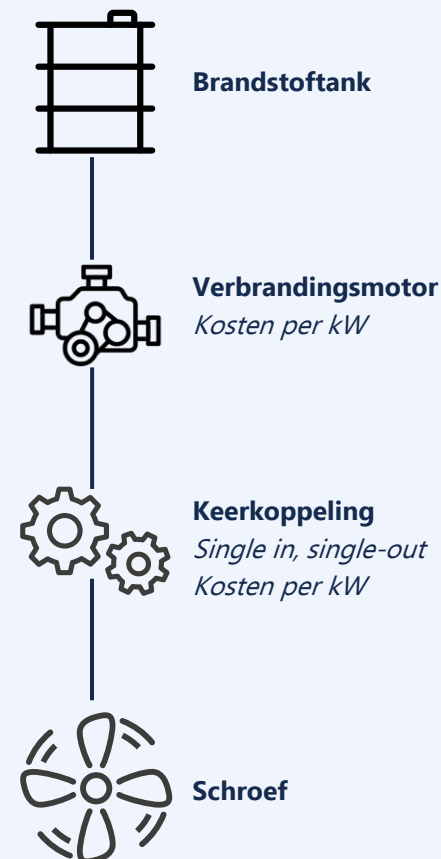 Brandstoftank
Verbrandingsmotor
Kosten per kW
Keerkoppeling
Single in, single-out
Kosten per kW
Schroef